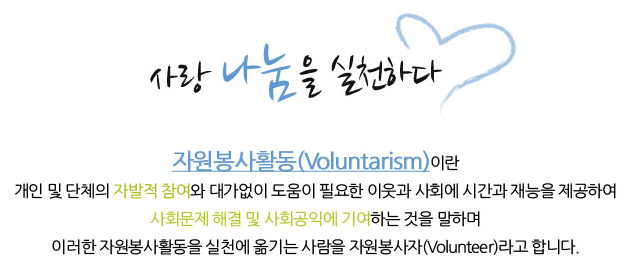 사랑 나눔을 실천하다
자원봉사활동(Voluntarism)이란
개인 및 단체의 자발적 참여와 대가없이 도움이 필요한 이웃과 사회에 시간과 재능을 제공하여
사회문제 해결 및 사회공익에 기여하는 것을 말하며
이러한 자원봉사활동을 실천에 옮기는 사람을 자원봉사자(Volunteer)라고 합니다.